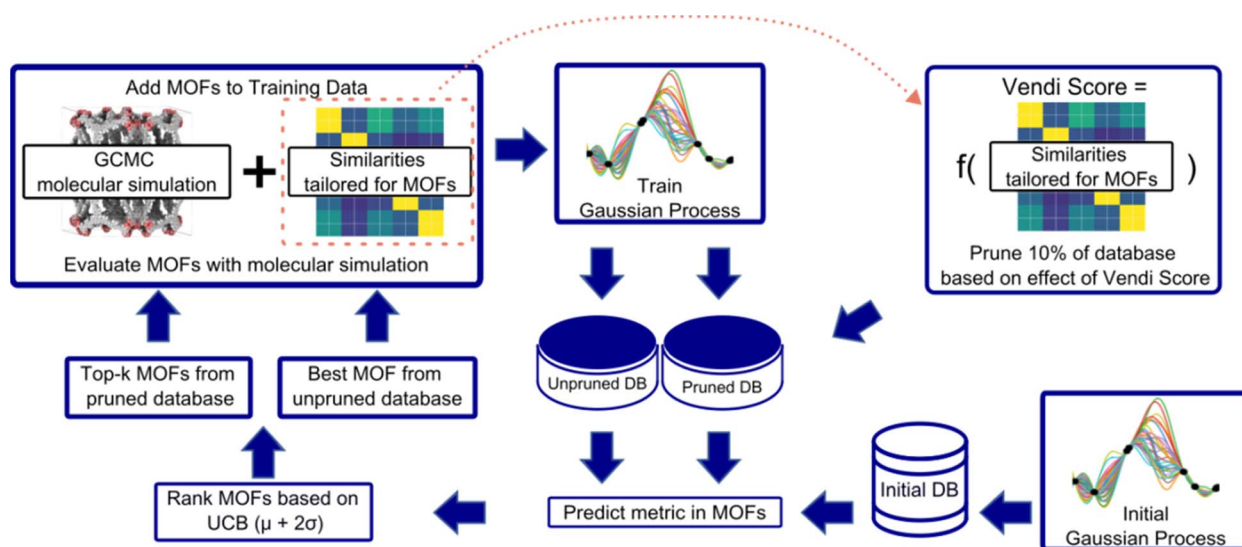 Add MOFs to Training Data
GCMC
molecular simulation
+
Similarities
tailored for MOFs
Evaluate MOFs with molecular simulation
Train
Gaussian Process
Vendi Score =
f(
Similarities
tailored for MOFs
)
Prune 10% of database
based on effect of Vendi Score
Top-k MOFs from
pruned database
Best MOF from
unpruned database
Unpruned DB
Pruned DB
Rank MOFs based on
UCB (μ + 2σ)
Predict metric in MOFs
Initial DB
Initial
Gaussian Process